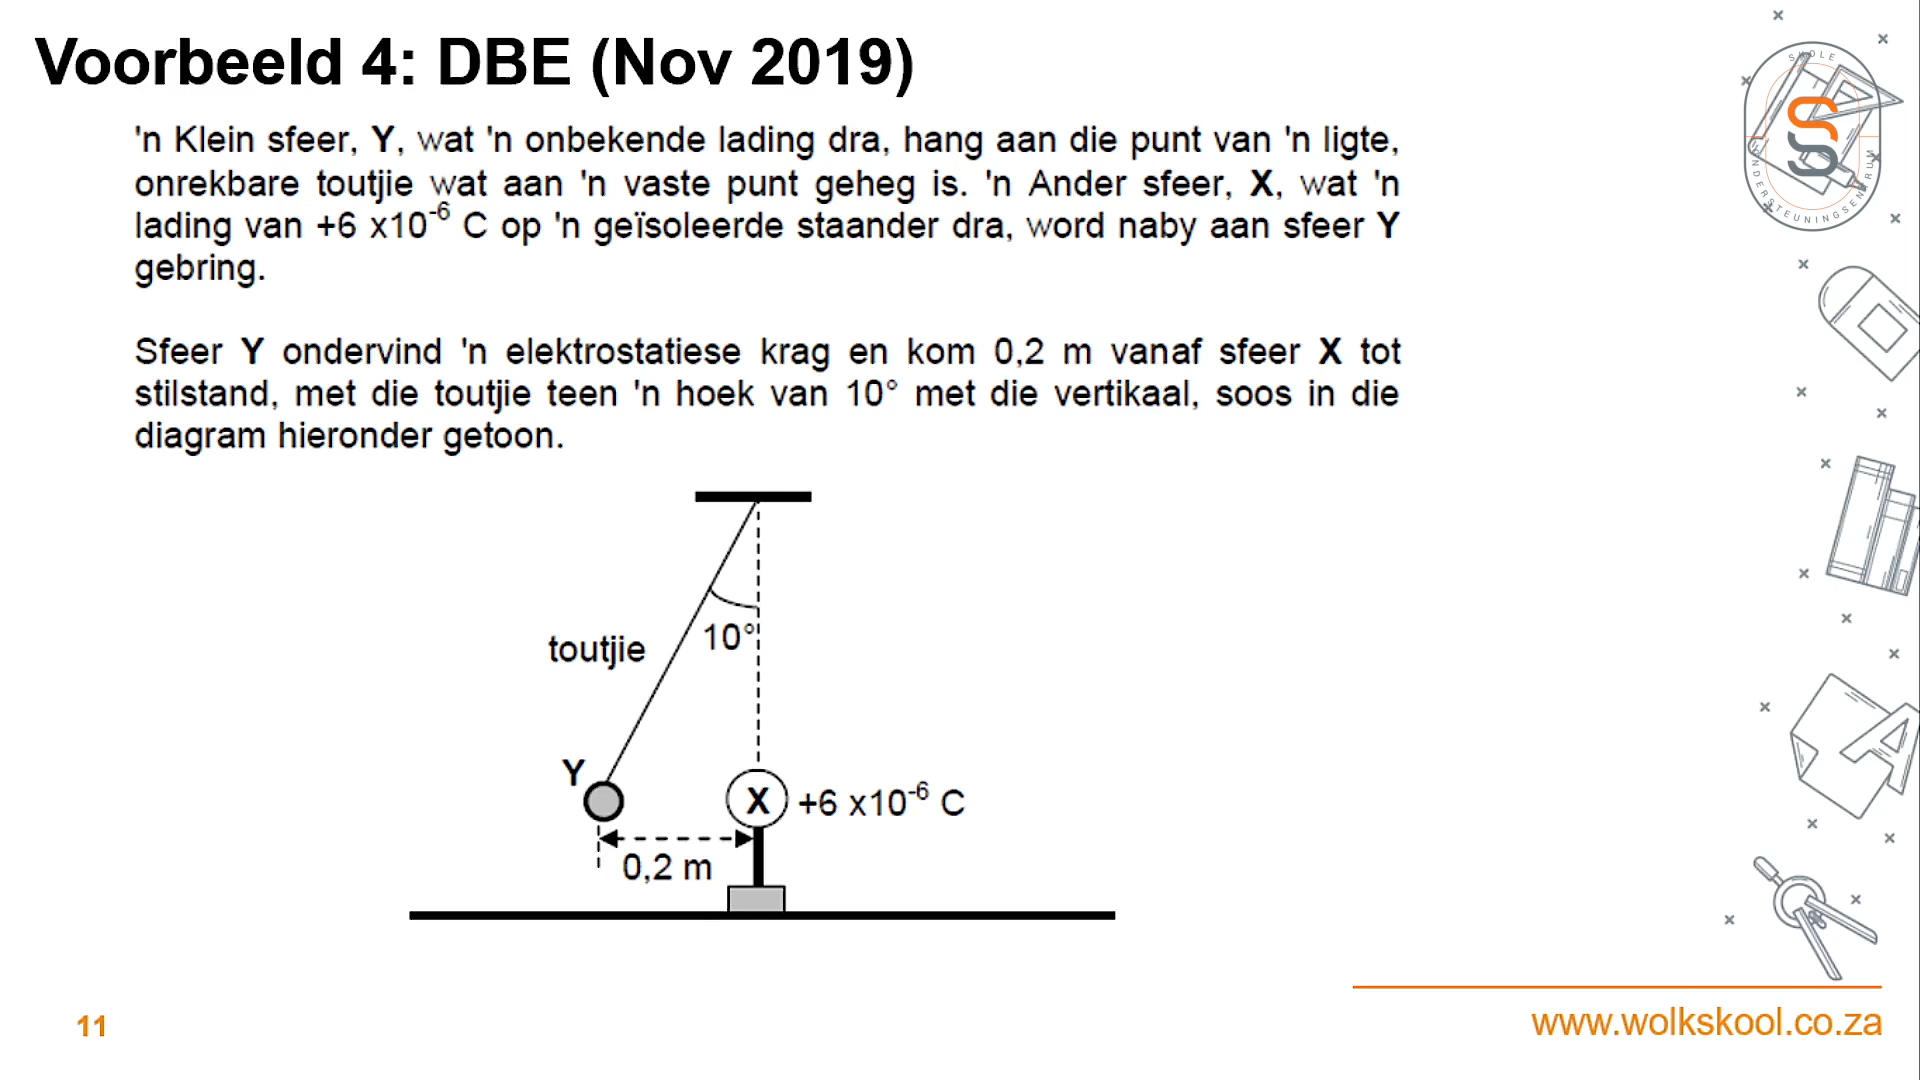 Voorbeeld 4: DBE (Nov 2019)
'n Klein sfeer, Y, wat 'n onbekende lading dra, hang aan die punt van 'n ligte,
onrekbare toutjie wat aan 'n vaste punt geheg is. 'n Ander sfeer, X, wat 'n
lading van +6 x10⁻⁶ C op 'n geïsoleerde staander dra, word naby aan sfeer Y
gebring.
Sfeer Y ondervind 'n elektrostatiese krag en kom 0,2 m vanaf sfeer X tot
stilstand, met die toutjie teen 'n hoek van 10° met die vertikaal, soos in die
diagram hieronder getoon.
10°
toutjie
Y
X +6 x10⁻⁶ C
0,2 m
11
www.wolkskool.co.za
SKOLE
ONDERSTEUNINGSENTRUM